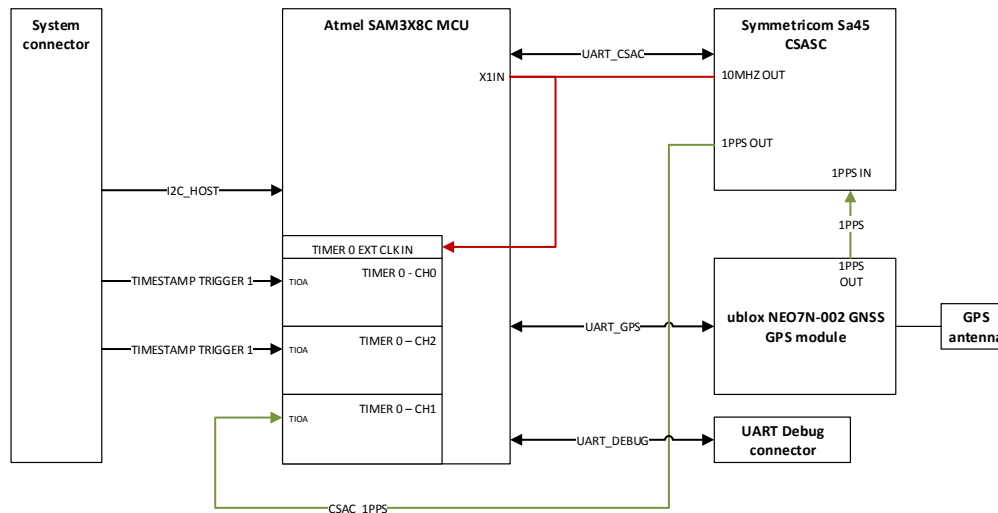 System
connector
Atmel SAM3X8C MCU
Symmetricom Sa45
CSASC
UART_CSAC
X1IN
10MHZ OUT
1PPS OUT
1PPS IN
I2C_HOST
1PPS
TIMER 0 EXT CLK IN
1PPS
OUT
TIMER 0 - CH0
TIMESTAMP TRIGGER 1
TIOA
ublox NEO7N-002 GNSS
GPS module
UART_GPS
GPS
antenna
TIMER 0 – CH2
TIMESTAMP TRIGGER 1
TIOA
TIMER 0 – CH1
TIOA
UART Debug
connector
UART_DEBUG
CSAC_1PPS